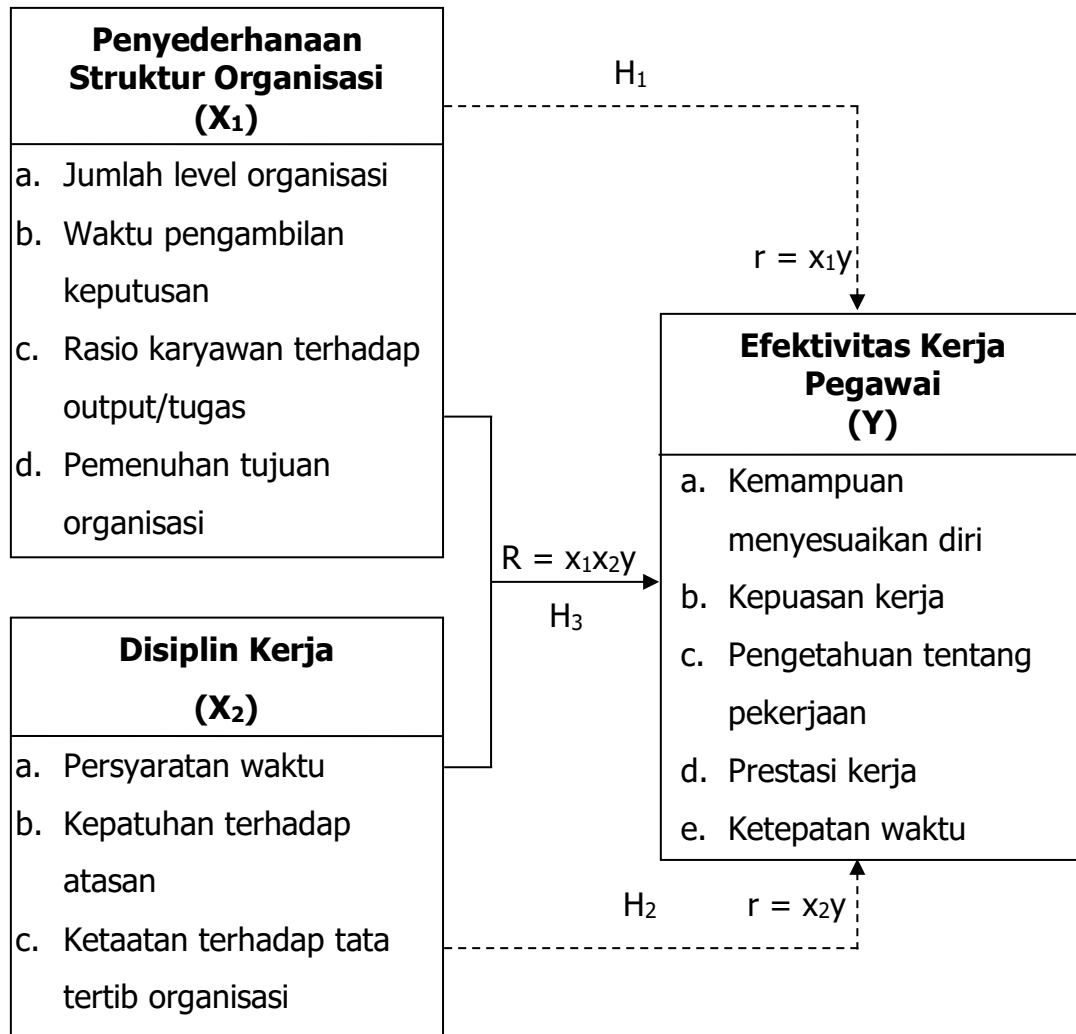 Penyederhanaan
Struktur Organisasi
(X₁)
a. Jumlah level organisasi
b. Waktu pengambilan
keputusan
c. Rasio karyawan terhadap
output/tugas
d. Pemenuhan tujuan
organisasi
H₁
r = x₁y
R = x₁x₂y
H₃
Disiplin Kerja
(X₂)
a. Persyaratan waktu
b. Kepatuhan terhadap
atasan
c. Ketaatan terhadap tata
tertib organisasi
H₂
r = x₂y
Efektivitas Kerja
Pegawai
(Y)
a. Kemampuan
menyesuaikan diri
b. Kepuasan kerja
c. Pengetahuan tentang
pekerjaan
d. Prestasi kerja
e. Ketepatan waktu